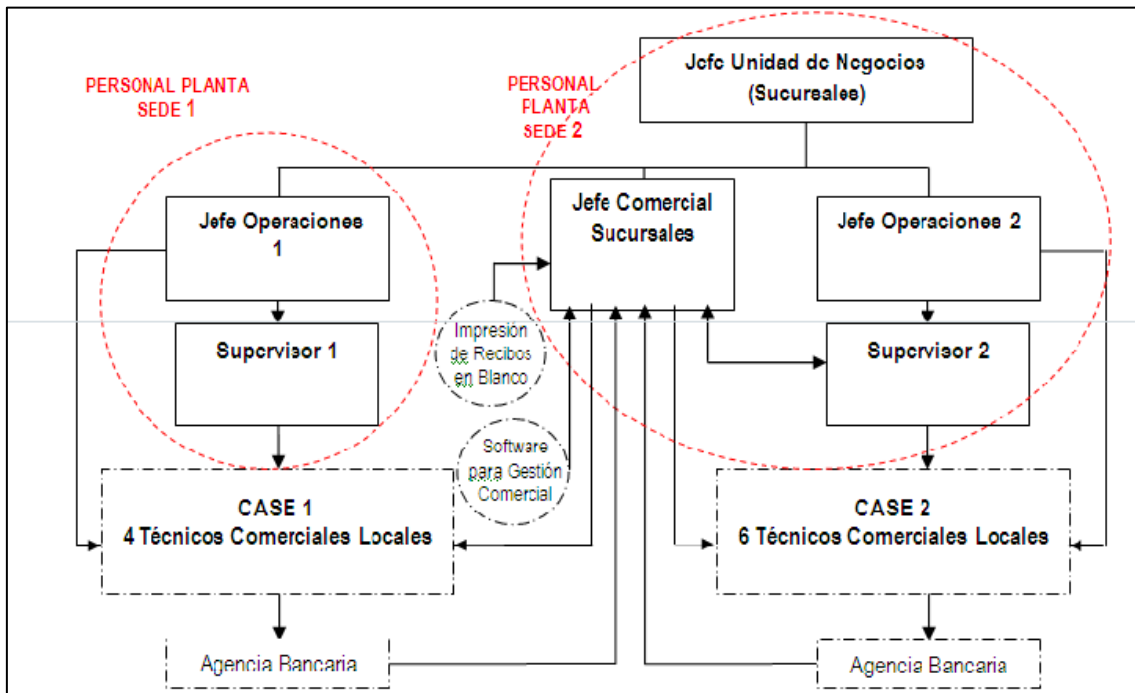 Jefe Unidad de Negocios
(Sucursales)
PERSONAL PLANTA
SEDE 1
PERSONAL
PLANTA
SEDE 2
Jefe Operaciones
1
Jefe Comercial
Sucursales
Jefe Operaciones 2
Impresión
de Recibos
en Blanco
Supervisor 1
Supervisor 2
Software
para Gestión
Comercial
CASE 1
4 Técnicos Comerciales Locales
CASE 2
6 Técnicos Comerciales Locales
Agencia Bancaria
Agencia Bancaria